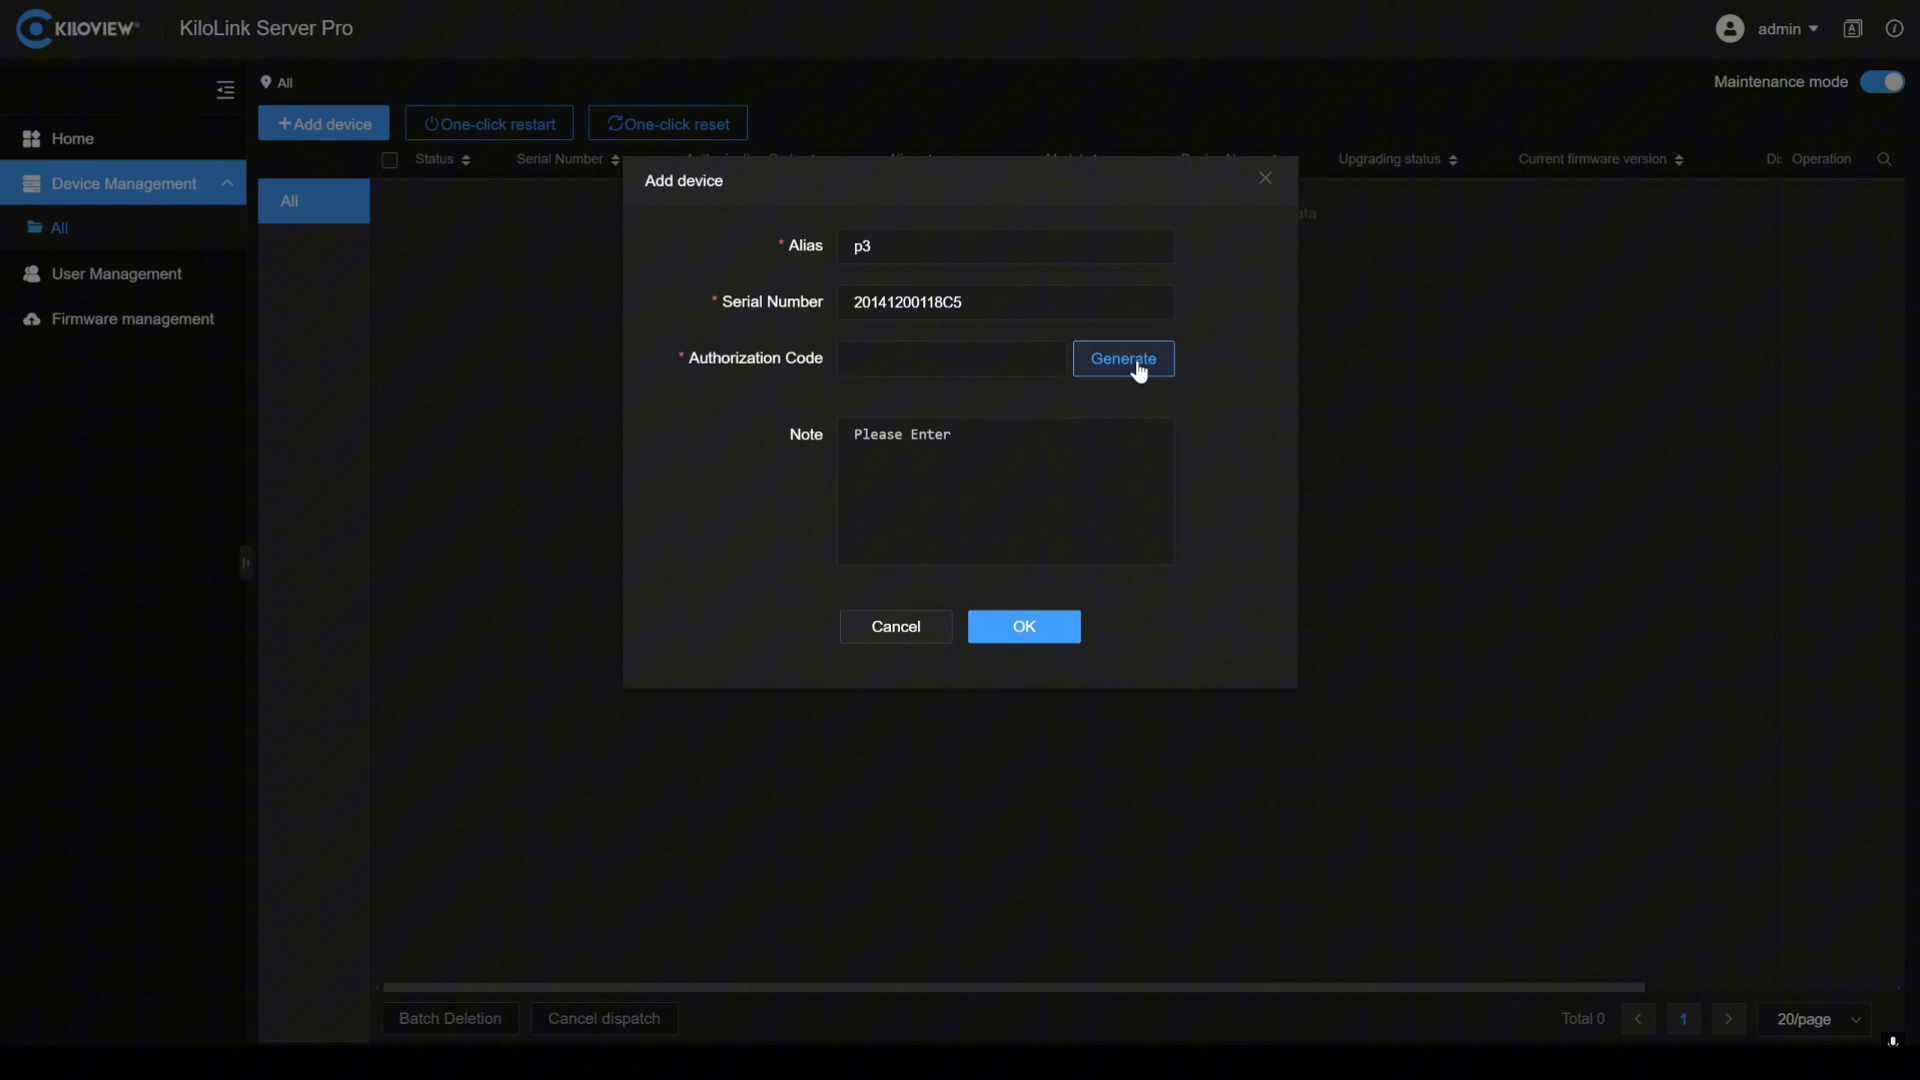 KILOVIEW
KiloLink Server Pro
admin
All
Maintenance mode
+Add device
One-click restart
One-click reset
Home
Status
Serial Number
Upgrading status
Current firmware version
Operation
Device Management
All
All
User Management
Firmware management
Add device
* Alias
p3
* Serial Number
20141200118C5
* Authorization Code
Generate
Note
Please Enter
Cancel
OK
Batch Deletion
Cancel dispatch
Total 0
1
20/page